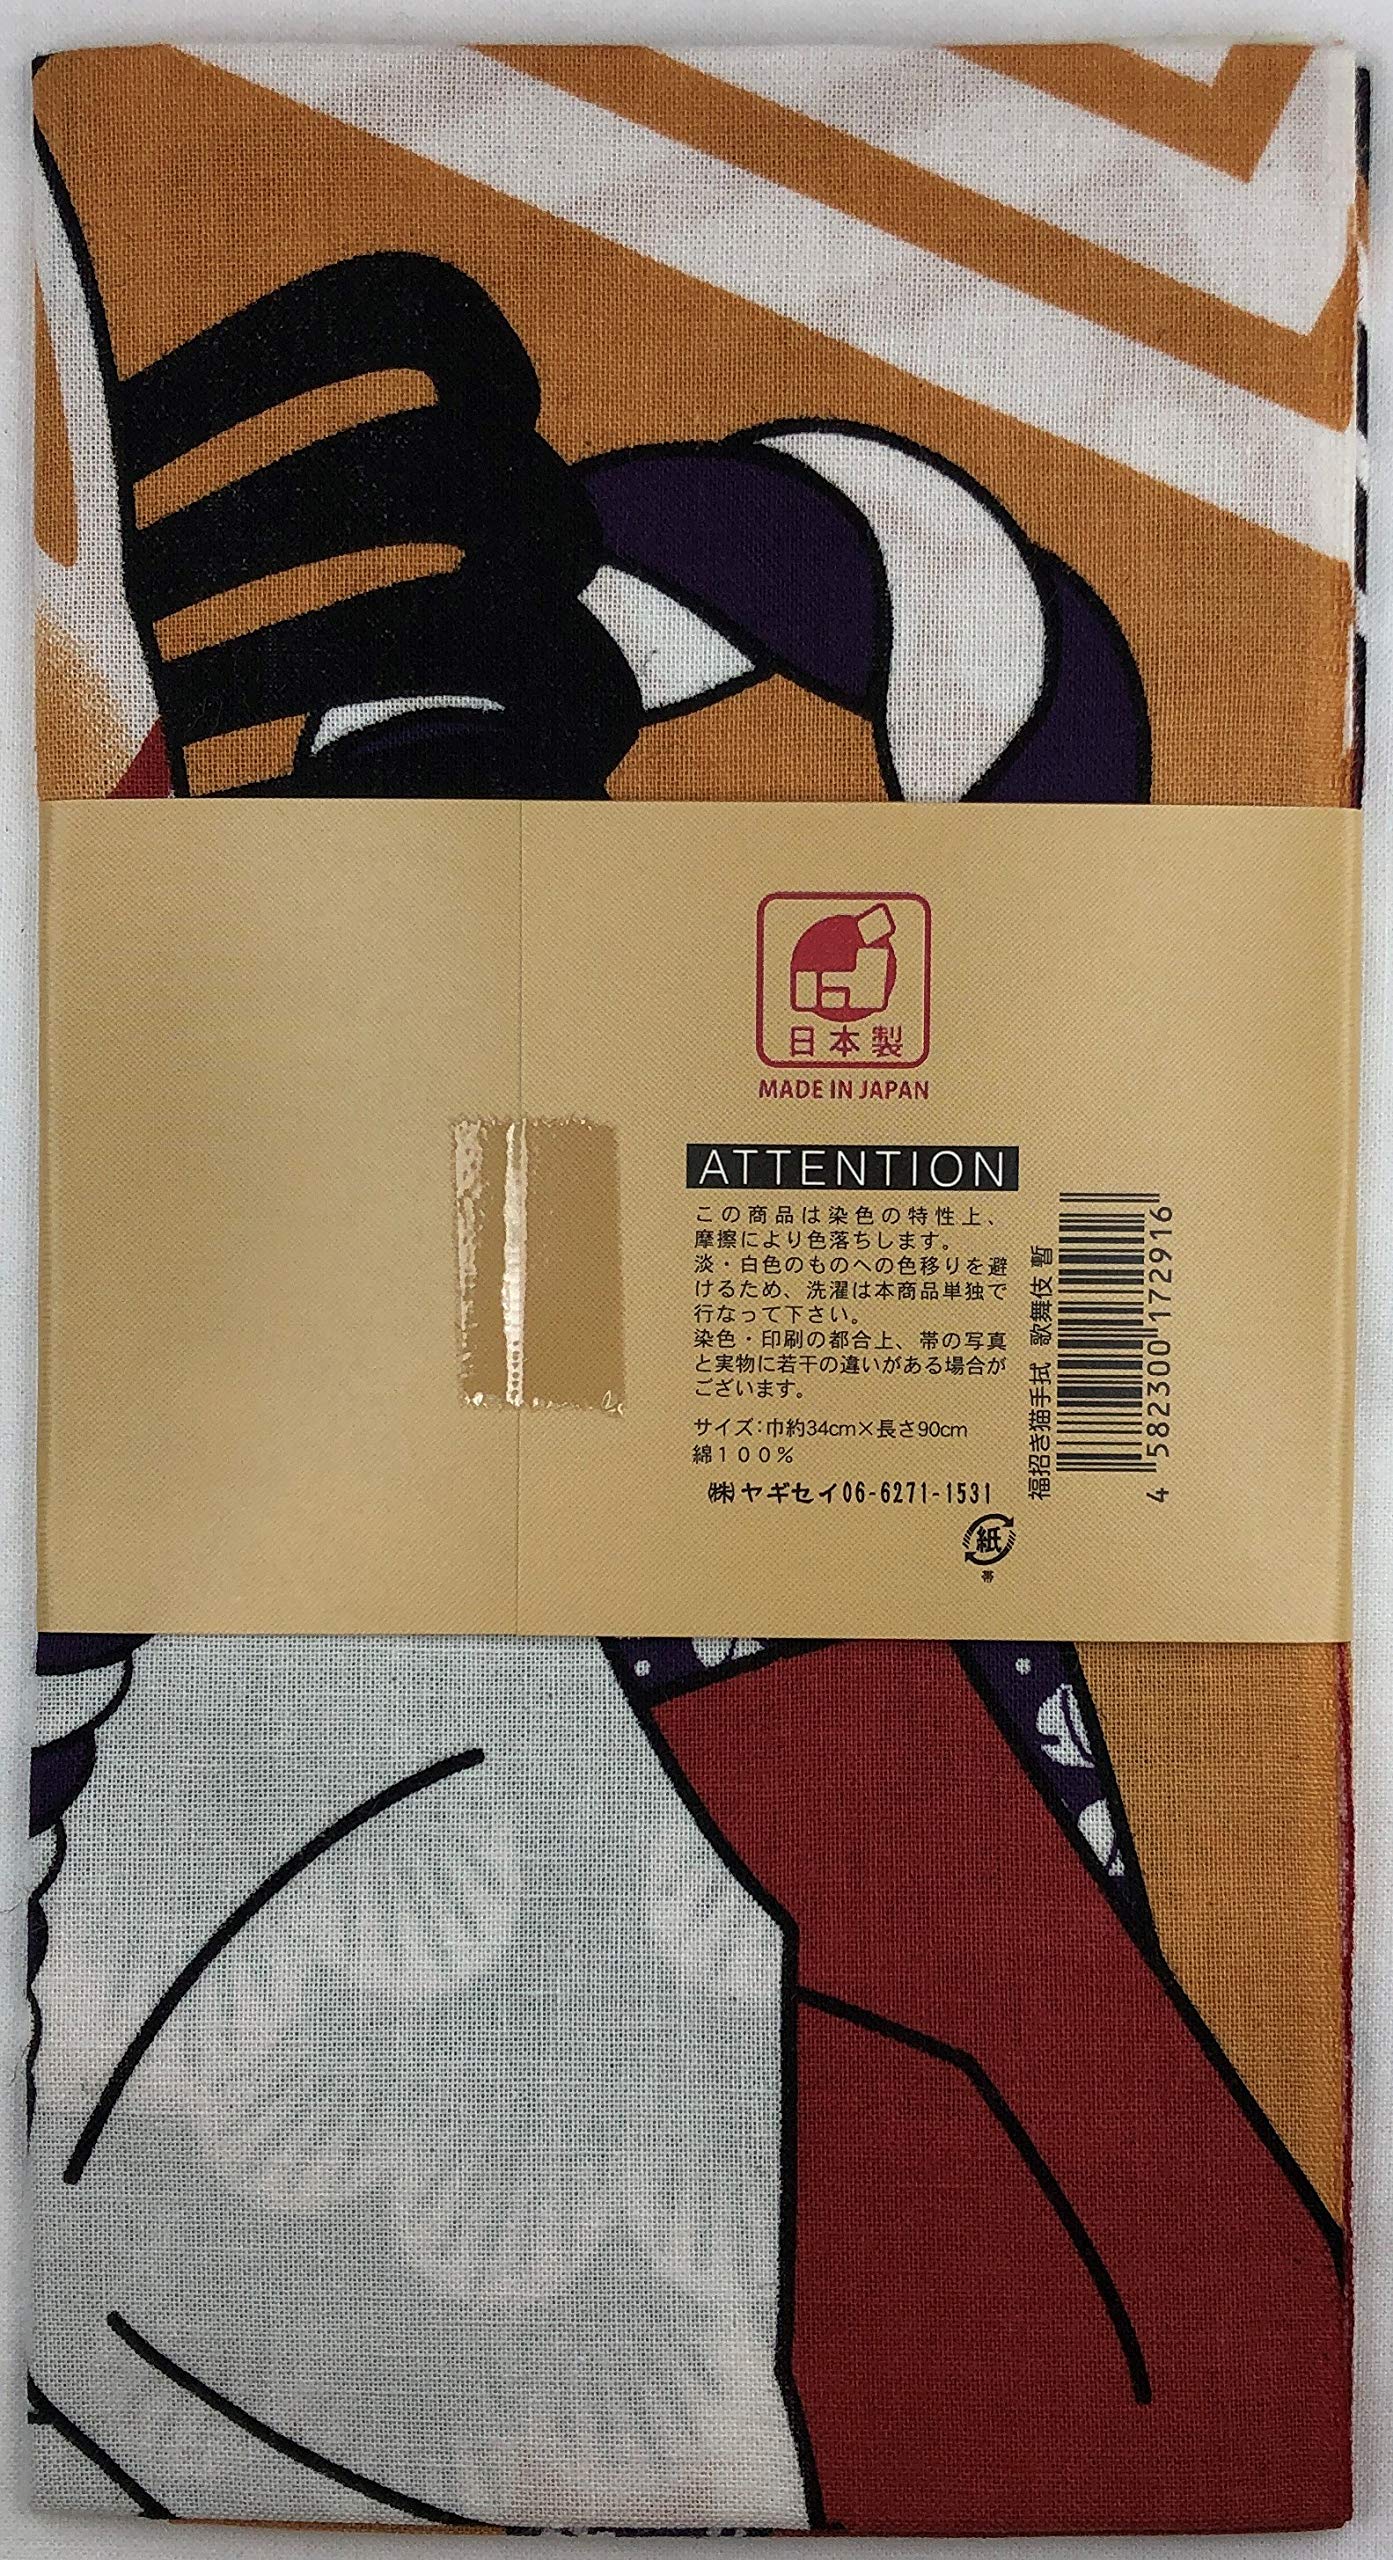 日本製
MADE IN JAPAN
ATTENTION
この商品は染色の特性上、
摩擦により色落ちします。
淡・白色のものへの色移りを避
けるため、洗濯は本商品単独で
行なって下さい。
染色・印刷の都合上、帯の写真
と実物に若干の違いがある場合が
ございます。
サイズ:巾約34cm×長さ90cm
綿100%
㈱ヤギセイ06-6271-1531
紙
帯
福招き猫手拭 歌舞伎 暫
4 582300 172916